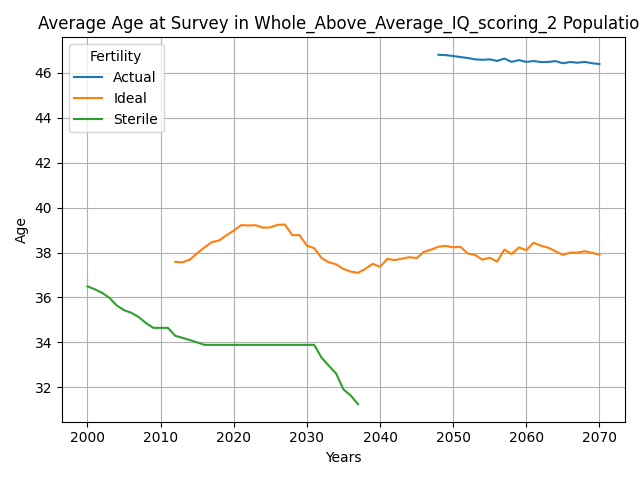 Average Age at Survey in Whole_Above_Average_IQ_scoring_2 Populatio
Fertility
Actual
Ideal
Sterile
46
44
42
40
38
36
34
32
Age
2000 2010 2020 2030 2040 2050 2060 2070
Years